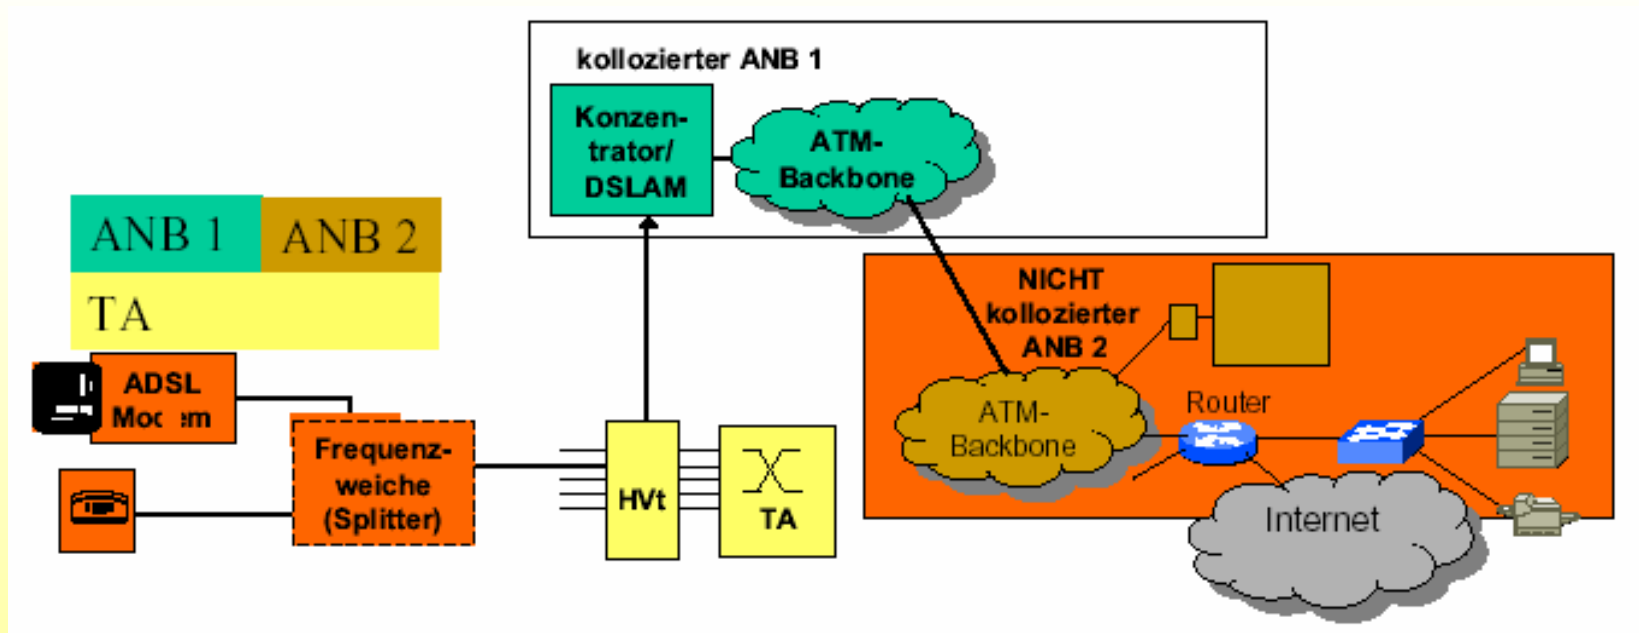 kollozierter ANB 1
Konzen-
trator/
DSLAM
ATM-
Backbone
ANB 1
ANB 2
TA
NICHT
kollozierter
ANB 2
ADSL
Frequenz-
weiche
(Splitter)
HVt
TA
ATM-
Backbone
Router
Internet